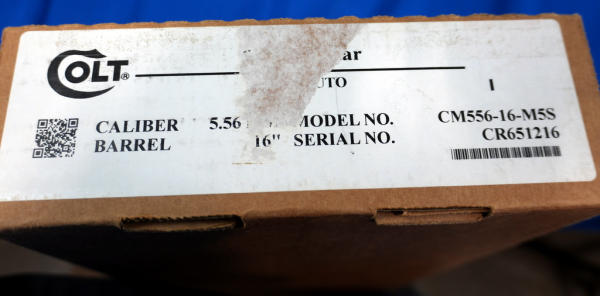 COLT®
ar
UTO I
CALIBER 5.56 MODEL NO. CM556-16-M5S
BARREL 16" SERIAL NO. CR651216